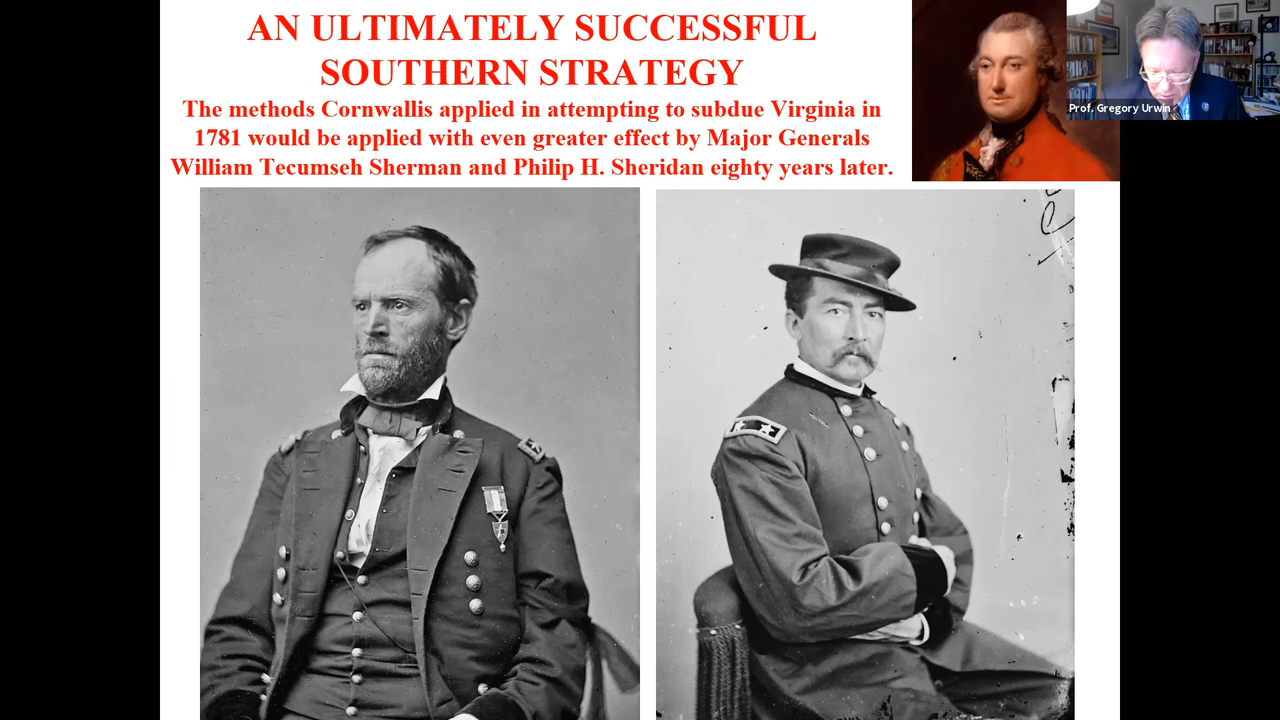 AN ULTIMATELY SUCCESSFUL
SOUTHERN STRATEGY
The methods Cornwallis applied in attempting to subdue Virginia in
1781 would be applied with even greater effect by Major Generals
William Tecumseh Sherman and Philip H. Sheridan eighty years later.
Prof. Gregory Urwin